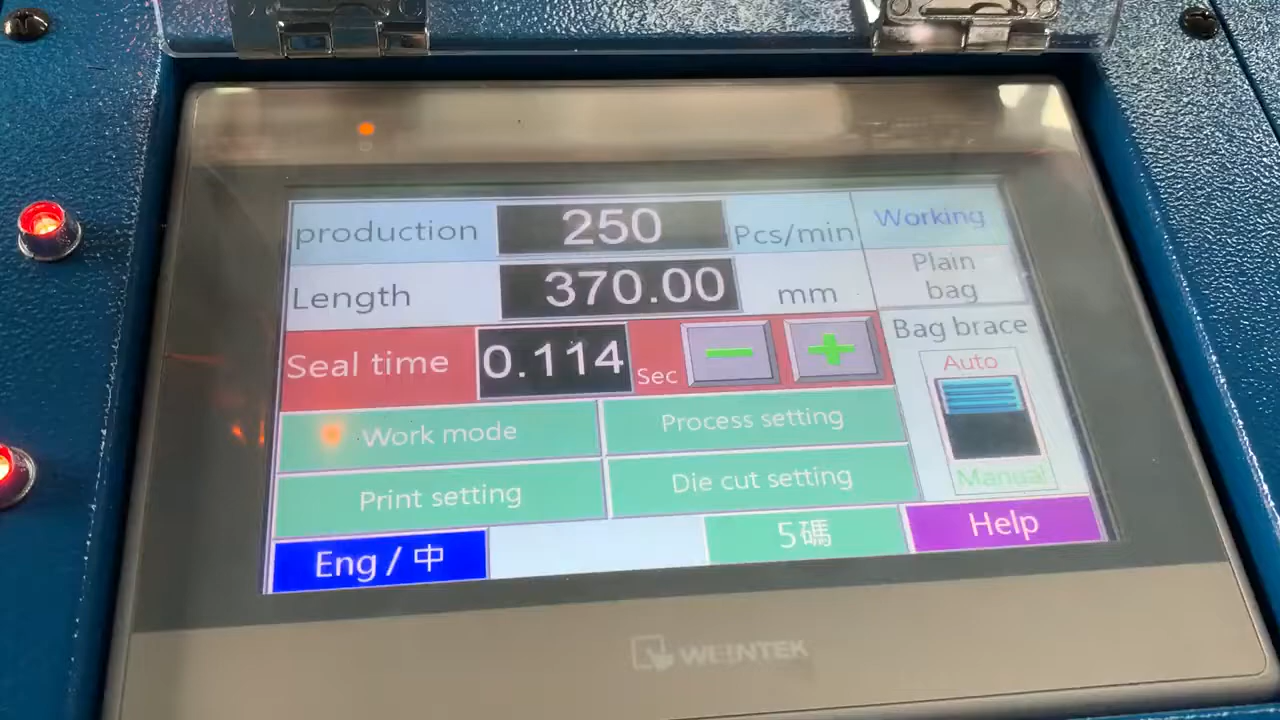 production 250 Pcs/min Working
Length 370.00 mm Plain bag
Seal time 0.114 Sec − +
Bag brace
Auto
Manual
Work mode Process setting
Print setting Die cut setting
Eng / 中 5碼 Help
WEINTEK